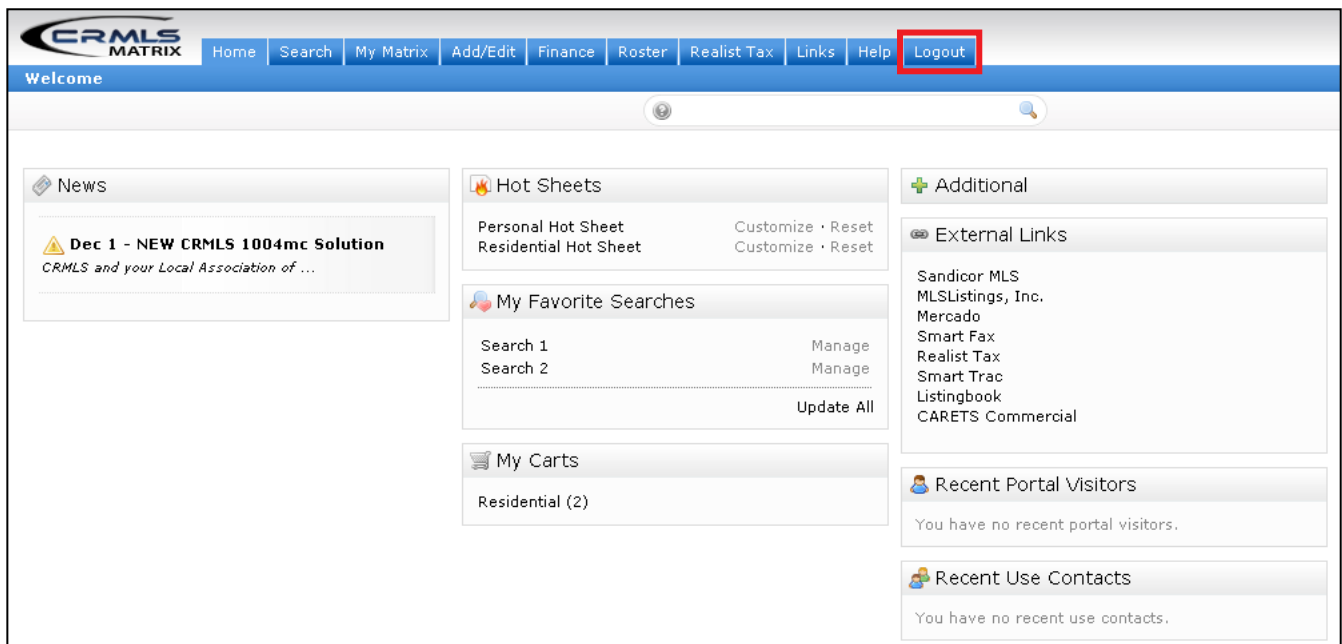 CRMLS
MATRIX
Home Search My Matrix Add/Edit Finance Roster Realist Tax Links Help Logout
Welcome
News
Dec 1 - NEW CRMLS 1004mc Solution
CRMLS and your Local Association of ...
Hot Sheets
Personal Hot Sheet Customize · Reset
Residential Hot Sheet Customize · Reset
My Favorite Searches
Search 1 Manage
Search 2 Manage
Update All
My Carts
Residential (2)
Additional
External Links
Sandicor MLS
MLSListings, Inc.
Mercado
Smart Fax
Realist Tax
Smart Trac
Listingbook
CARETS Commercial
Recent Portal Visitors
You have no recent portal visitors.
Recent Use Contacts
You have no recent use contacts.